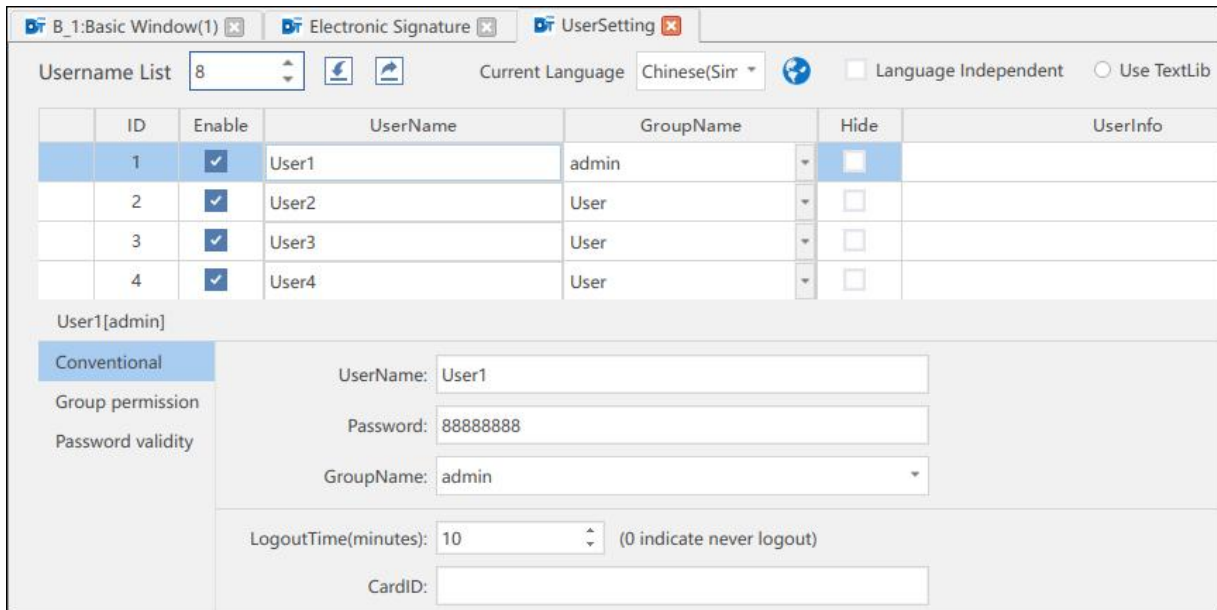 B_1:Basic Window(1) Electronic Signature UserSetting
Username List 8 Current Language Chinese(Sim Language Independent Use TextLib
ID Enable UserName GroupName Hide UserInfo
1 User1 admin
2 User2 User
3 User3 User
4 User4 User
User1[admin]
Conventional
Group permission
Password validity
UserName: User1
Password: 88888888
GroupName: admin
LogoutTime(minutes): 10 (0 indicate never logout)
CardID: